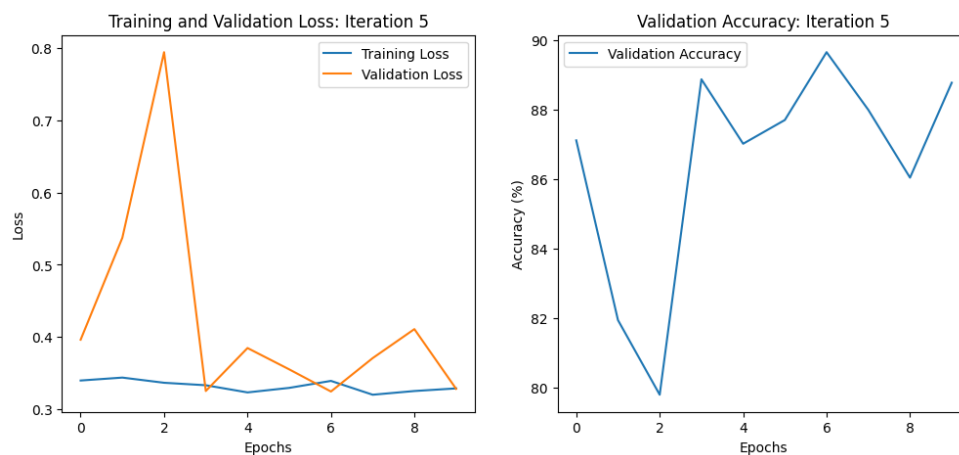 Training and Validation Loss: Iteration 5
Training Loss
Validation Loss
0.8
0.7
0.6
0.5
0.4
0.3
Loss
0
2
4
6
8
Epochs
Validation Accuracy: Iteration 5
Validation Accuracy
90
88
86
84
82
80
Accuracy (%)
0
2
4
6
8
Epochs